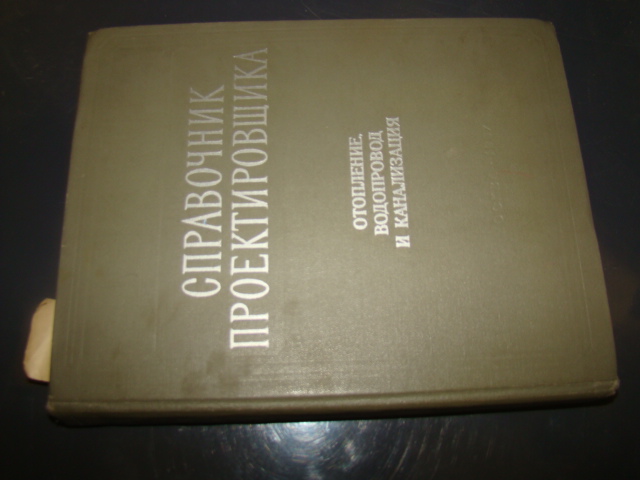 СПРАВОЧНИК
ПРОЕКТИРОВЩИКА
ОТОПЛЕНИЕ,
ВОДОПРОВОД
И КАНАЛИЗАЦИЯ